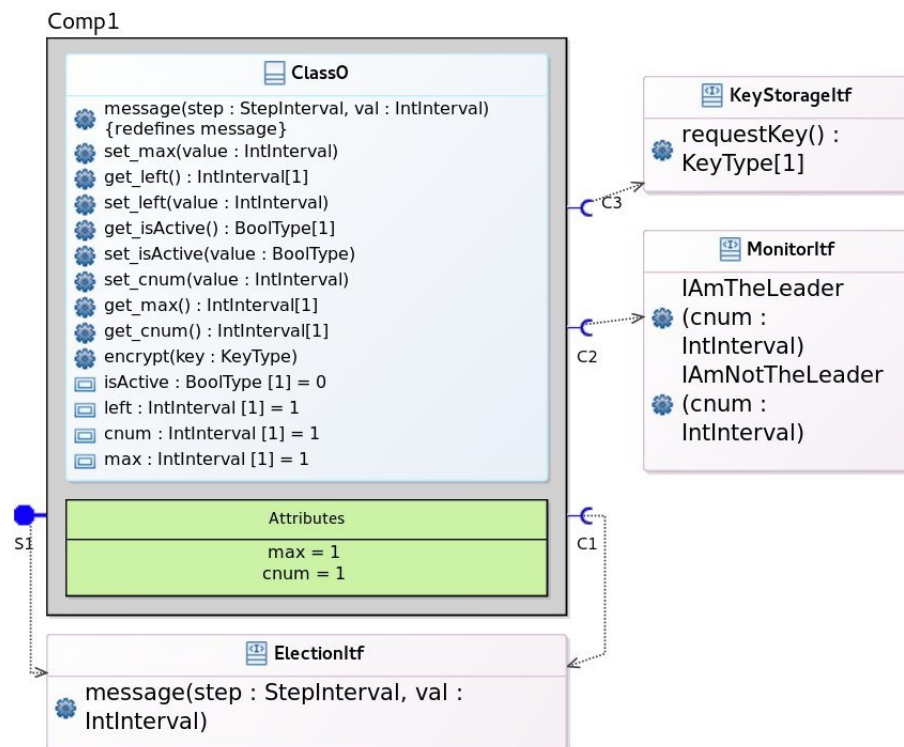 Comp1
Class0
message(step : StepInterval, val : IntInterval)
{redefines message}
set_max(value : IntInterval)
get_left() : IntInterval[1]
set_left(value : IntInterval)
get_isActive() : BoolType[1]
set_isActive(value : BoolType)
set_cnum(value : IntInterval)
get_max() : IntInterval[1]
get_cnum() : IntInterval[1]
encrypt(key : KeyType)
isActive : BoolType [1] = 0
left : IntInterval [1] = 1
cnum : IntInterval [1] = 1
max : IntInterval [1] = 1
Attributes
max = 1
cnum = 1
S1
C3
C2
C1
KeyStorageItf
requestKey() :
KeyType[1]
MonitorItf
IAmTheLeader
(cnum :
IntInterval)
IAmNotTheLeader
(cnum :
IntInterval)
ElectionItf
message(step : StepInterval, val :
IntInterval)